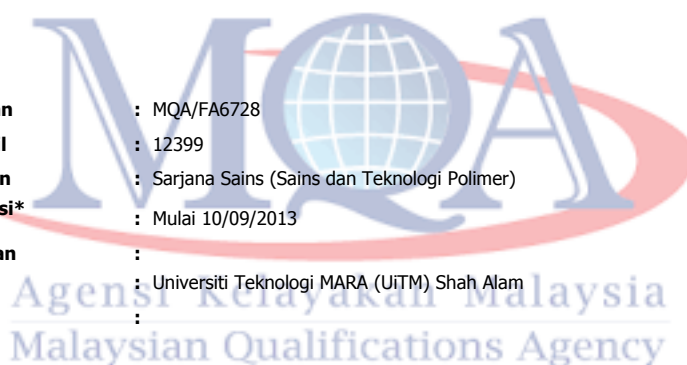 MQA
an : MQA/FA6728
l : 12399
n : Sarjana Sains (Sains dan Teknologi Polimer)
si*
: Mulai 10/09/2013
an :
: Universiti Teknologi MARA (UiTM) Shah Alam
Agensi Kelayakan Malaysia
:
Malaysian Qualifications Agency